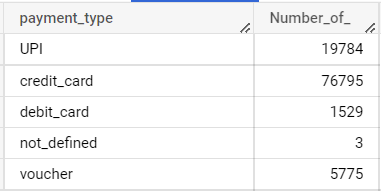 payment_type Number_of_
UPI 19784
credit_card 76795
debit_card 1529
not_defined 3
voucher 5775